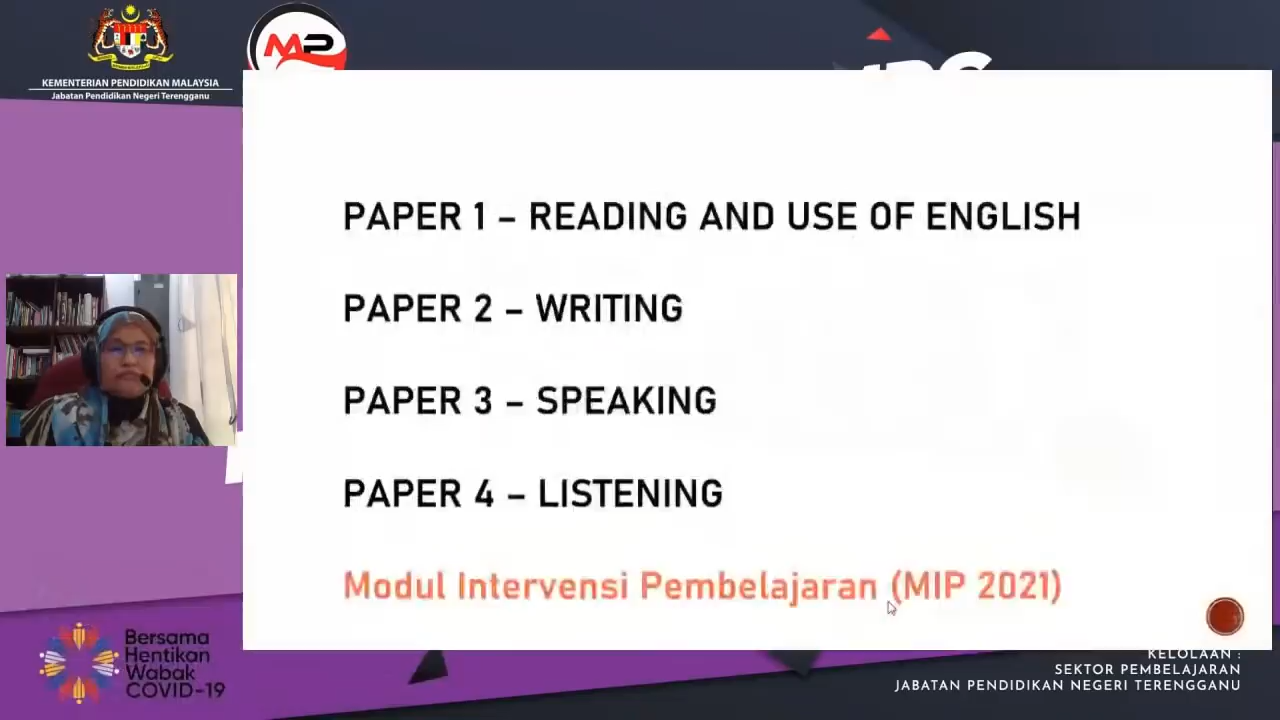 KEMENTERIAN PENDIDIKAN MALAYSIA
Jabatan Pendidikan Negeri Terengganu
MP
PAPER 1 – READING AND USE OF ENGLISH
PAPER 2 – WRITING
PAPER 3 – SPEAKING
PAPER 4 – LISTENING
Modul Intervensi Pembelajaran (MIP 2021)
Bersama
Hentikan
Wabak
COVID-19
KELOLAAN :
SEKTOR PEMBELAJARAN
JABATAN PENDIDIKAN NEGERI TERENGGANU